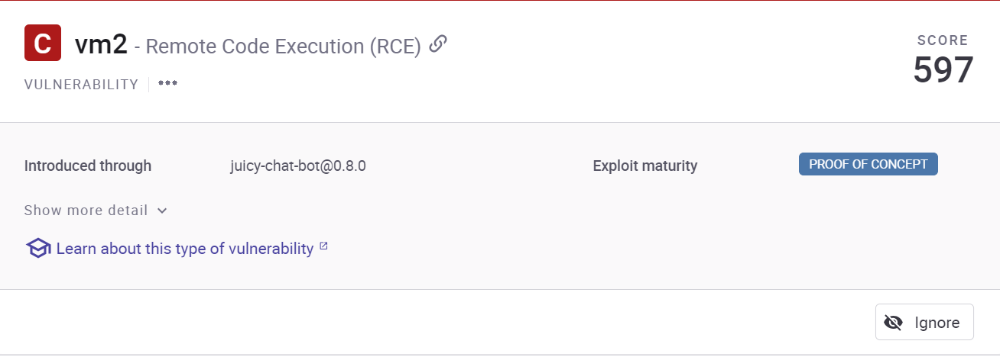 C vm2 - Remote Code Execution (RCE)
SCORE
597
VULNERABILITY
Introduced through juicy-chat-bot@0.8.0 Exploit maturity PROOF OF CONCEPT
Show more detail
Learn about this type of vulnerability
Ignore